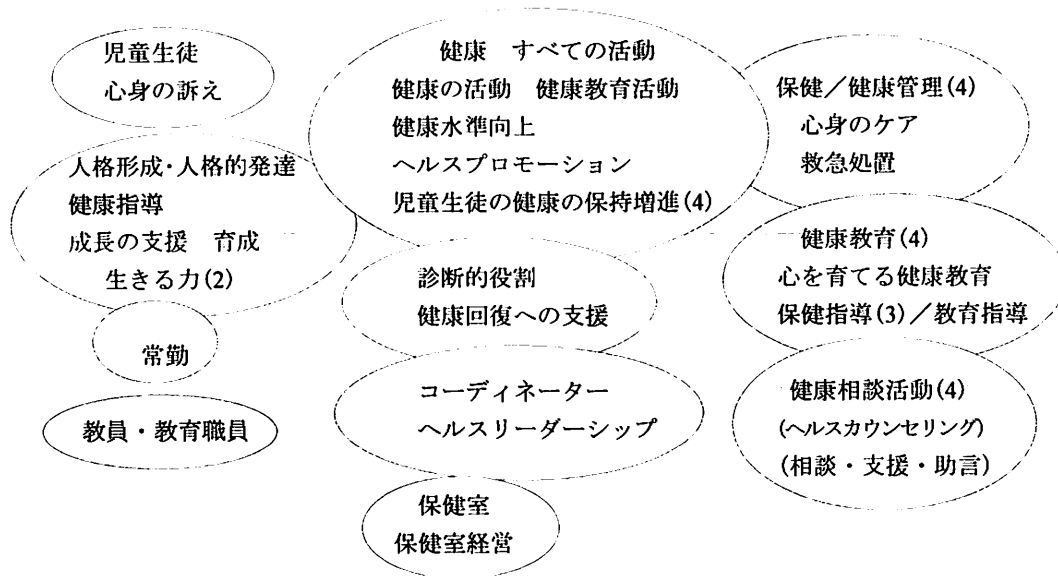 児童生徒
心身の訴え
人格形成・人格的発達
健康指導
成長の支援　育成
生きる力(2)
常勤
教員・教育職員
健康　すべての活動
健康の活動　健康教育活動
健康水準向上
ヘルスプロモーション
児童生徒の健康の保持増進(4)
診断的役割
健康回復への支援
コーディネーター
ヘルスリーダーシップ
保健室
保健室経営
保健／健康管理(4)
心身のケア
救急処置
健康教育(4)
心を育てる健康教育
保健指導(3)／教育指導
健康相談活動(4)
(ヘルスカウンセリング)
(相談・支援・助言)